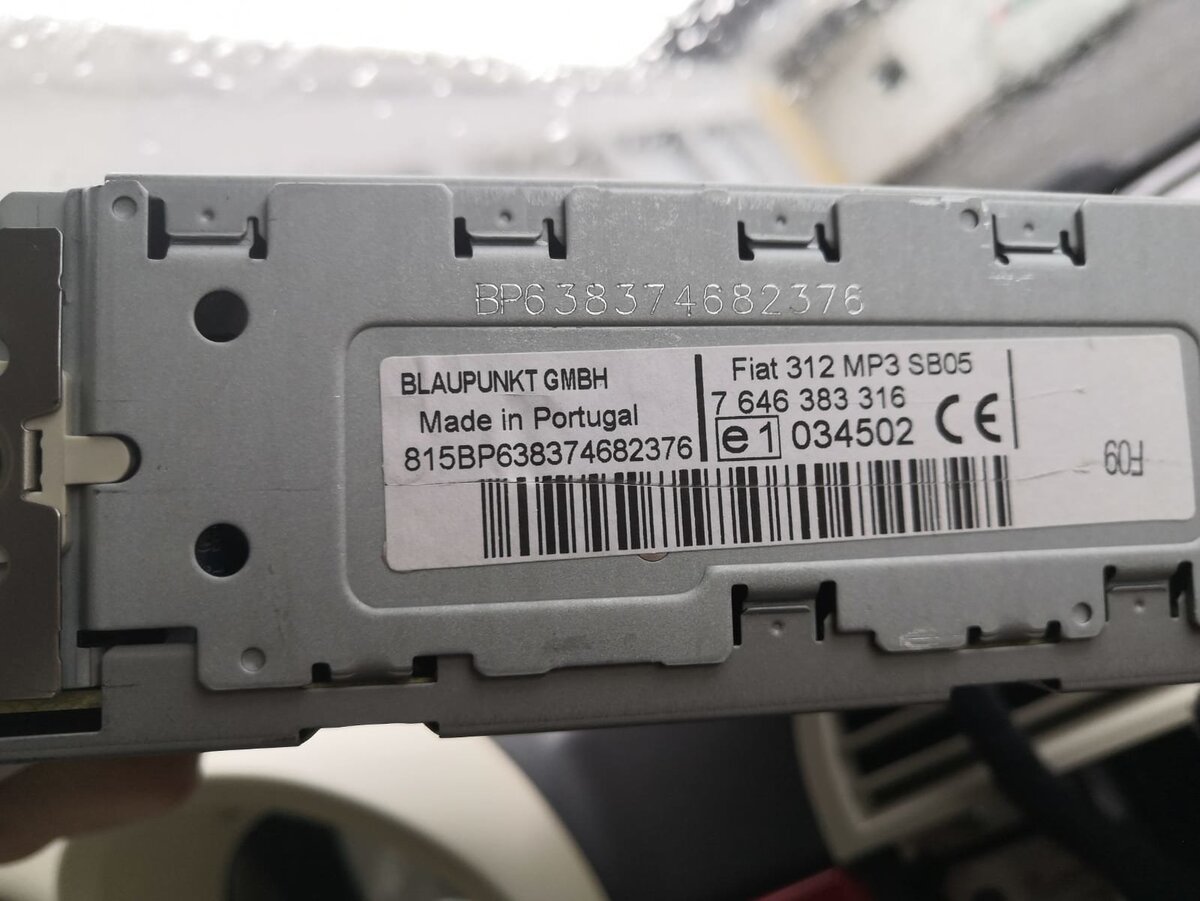 BP638374682376
BLAUPUNKT GMBH
Made in Portugal
815BP638374682376
Fiat 312 MP3 SB05
7 646 383 316
e1 034502 CE
F09